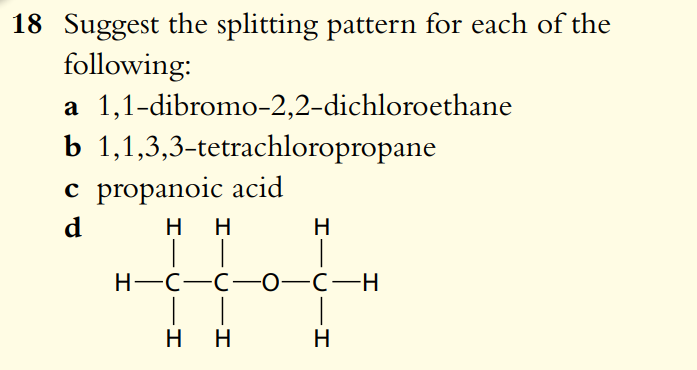 18 Suggest the splitting pattern for each of the
following:
a 1,1-dibromo-2,2-dichloroethane
b 1,1,3,3-tetrachloropropane
c propanoic acid
d
H H H
H—C—C—O—C—H
H H H